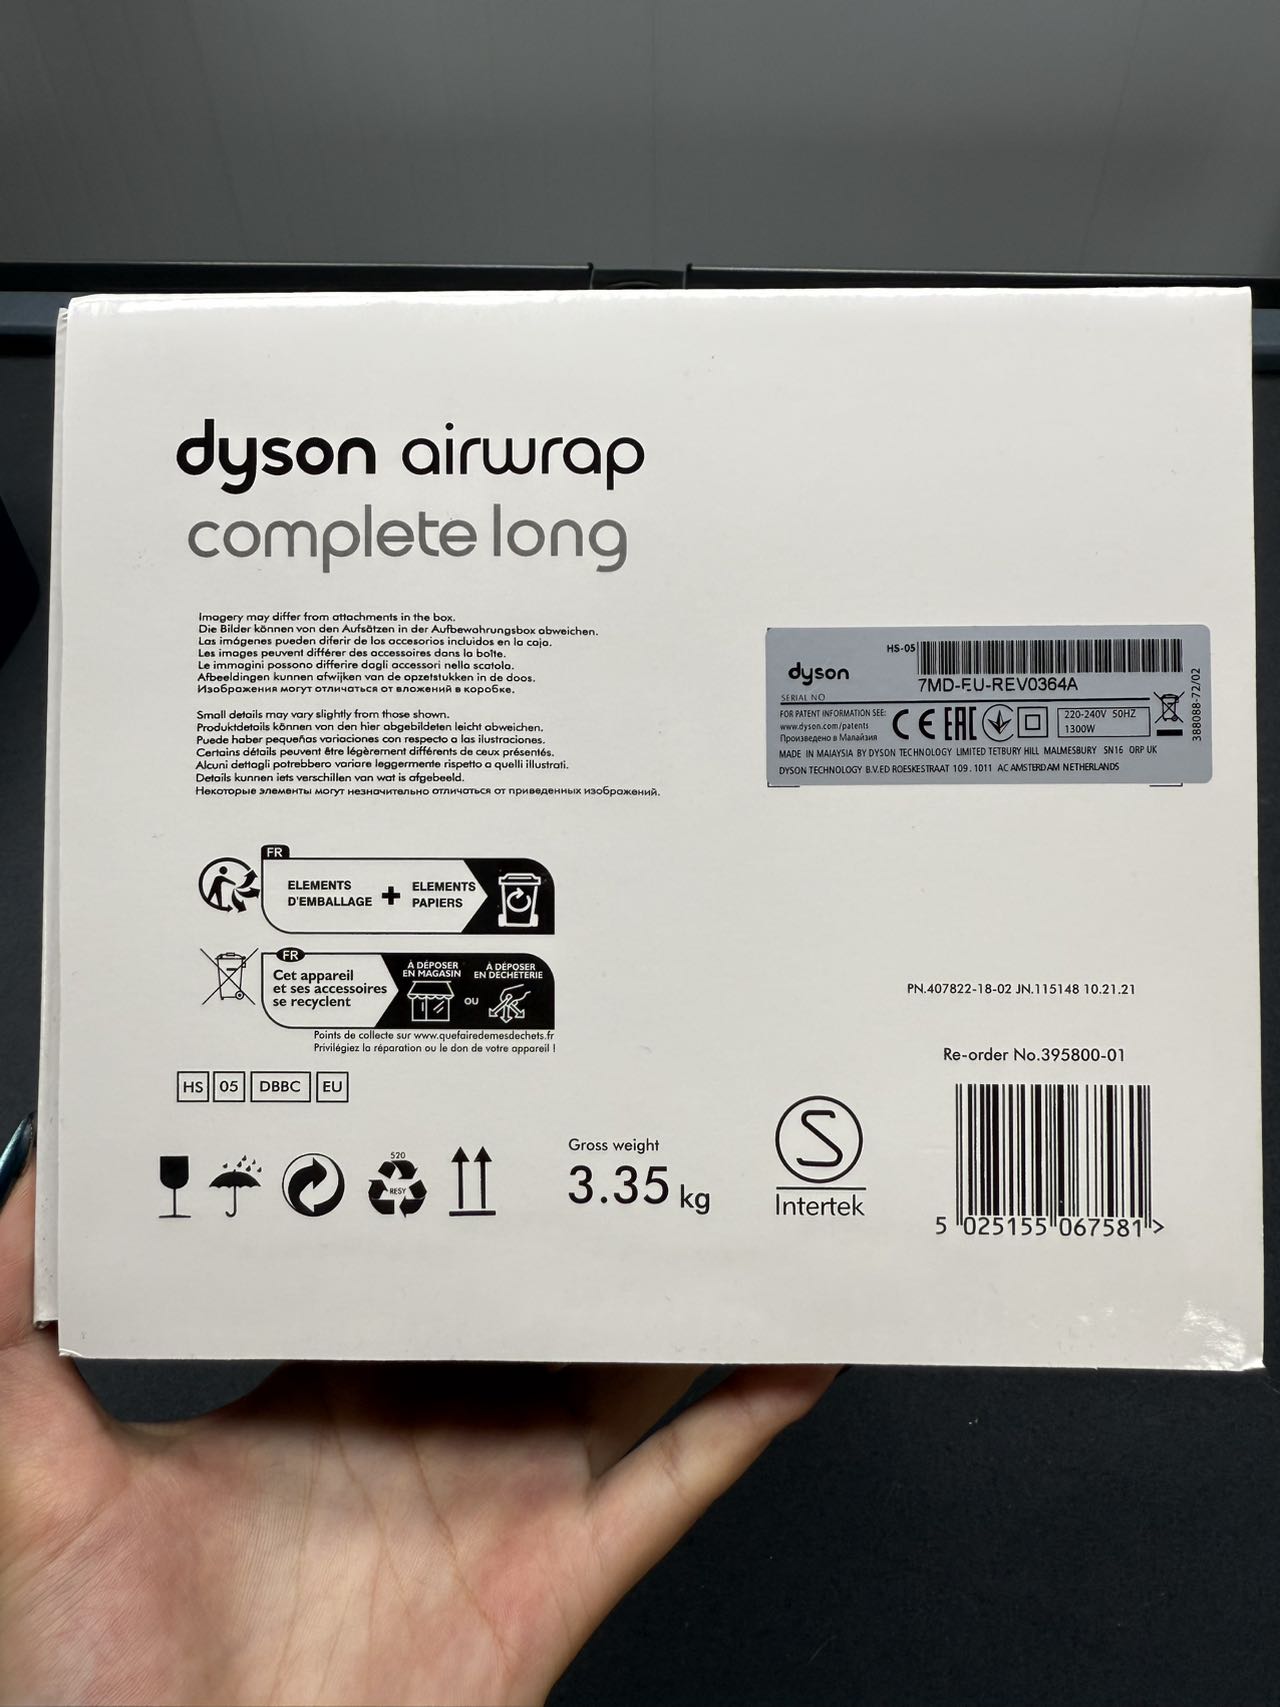 dyson airwrap
complete long
Imagery may differ from attachments in the box.
Die Bilder können von den Aufsätzen in der Aufbewahrungsbox abweichen.
Las imágenes pueden diferir de los accesorios incluidos en la caja.
Les images peuvent différer des accessoires dans la boîte.
Le immagini possono differire dagli accessori nella scatola.
Afbeeldingen kunnen afwijken van de opzetstukken in de doos.
Изображения могут отличаться от вложений в коробке.
Small details may vary slightly from those shown.
Produktdetails können von den hier abgebildeten leicht abweichen.
Puede haber pequeñas variaciones con respecto a las ilustraciones.
Certains détails peuvent être légèrement différents de ceux présentés.
Alcuni dettagli potrebbero variare leggermente rispetto a quelli illustrati.
Details kunnen iets verschillen van wat is afgebeeld.
Некоторые элементы могут незначительно отличаться от приведенных изображений.
HS-05
dyson
7MD-EU-REV0364A
SERIAL NO
FOR PATENT INFORMATION SEE:
www.dyson.com/patents
Произведено в Малайзия
CE EAC
220-240V 50HZ
1300W
388088-72/02
MADE IN MAIAYSIA BY DYSON TECHNOLOGY LIMITED TETBURY HILL MALMESBURY SN16 ORP UK
DYSON TECHNOLOGY B.V.ED ROESKESTRAAT 109 . 1011 AC AMSTERDAM NETHERLANDS
FR
ELEMENTS
D'EMBALLAGE
+
ELEMENTS
PAPIERS
FR
Cet appareil
et ses accessoires
se recyclent
À DÉPOSER
EN MAGASIN
OU
À DÉPOSER
EN DÉCHÈTERIE
Points de collecte sur www.quefairedemesdechets.fr
Privilégiez la réparation ou le don de votre appareil !
PN.407822-18-02 JN.115148 10.21.21
Re-order No.395800-01
HS 05 DBBC EU
520
RESY
Gross weight
3.35 kg
S
Intertek
5 025155 067581 >